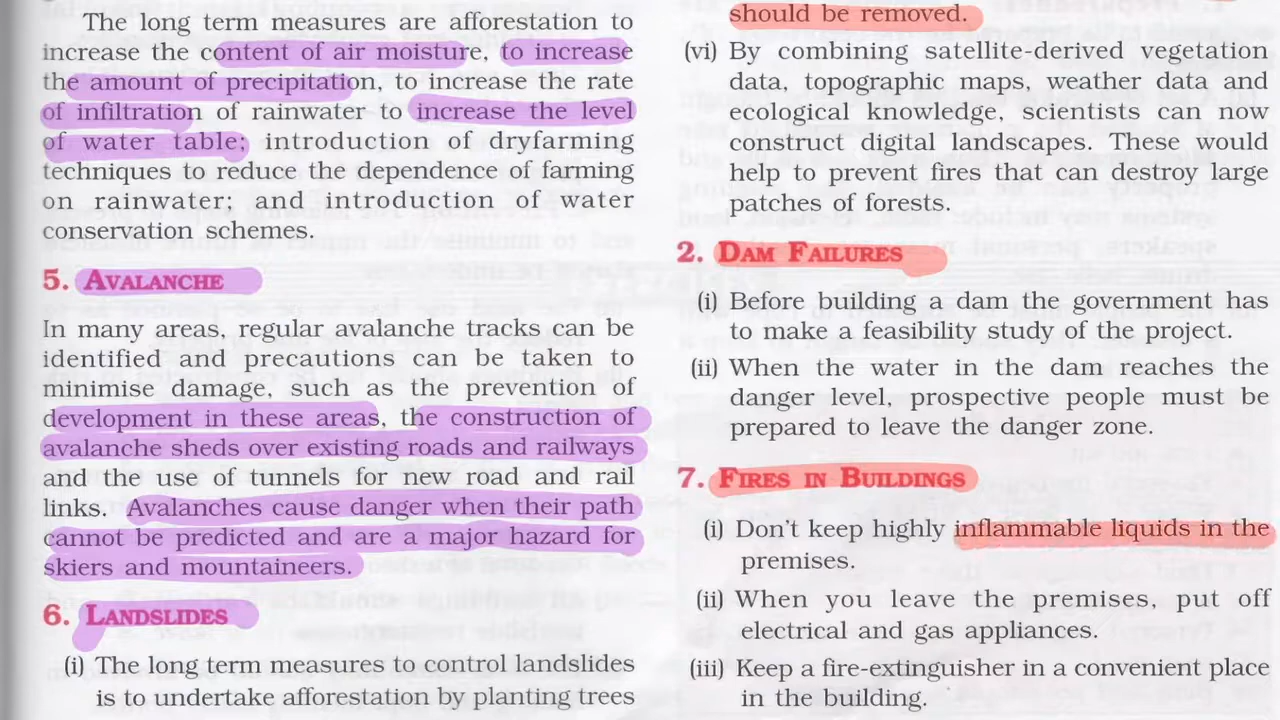 The long term measures are afforestation to
increase the content of air moisture, to increase
the amount of precipitation, to increase the rate
of infiltration of rainwater to increase the level
of water table; introduction of dryfarming
techniques to reduce the dependence of farming
on rainwater; and introduction of water
conservation schemes.
5. AVALANCHE
In many areas, regular avalanche tracks can be
identified and precautions can be taken to
minimise damage, such as the prevention of
development in these areas, the construction of
avalanche sheds over existing roads and railways
and the use of tunnels for new road and rail
links. Avalanches cause danger when their path
cannot be predicted and are a major hazard for
skiers and mountaineers.
6. LANDSLIDES
(i) The long term measures to control landslides
is to undertake afforestation by planting trees
should be removed.
(vi) By combining satellite-derived vegetation
data, topographic maps, weather data and
ecological knowledge, scientists can now
construct digital landscapes. These would
help to prevent fires that can destroy large
patches of forests.
2. DAM FAILURES
(i) Before building a dam the government has
to make a feasibility study of the project.
(ii) When the water in the dam reaches the
danger level, prospective people must be
prepared to leave the danger zone.
7. FIRES IN BUILDINGS
(i) Don't keep highly inflammable liquids in the
premises.
(ii) When you leave the premises, put off
electrical and gas appliances.
(iii) Keep a fire-extinguisher in a convenient place
in the building.